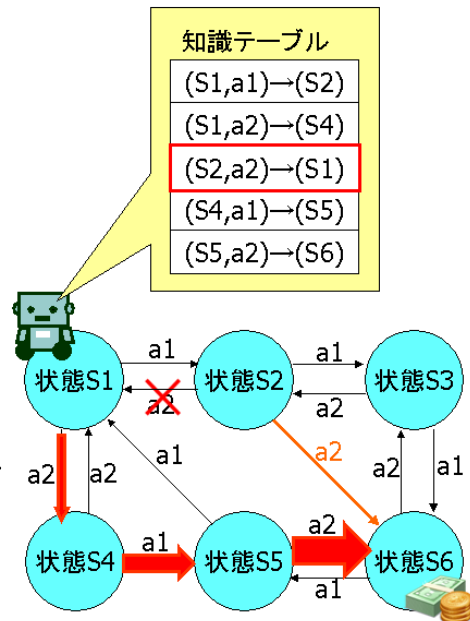 知識テーブル
(S1,a1)→(S2)
(S1,a2)→(S4)
(S2,a2)→(S1)
(S4,a1)→(S5)
(S5,a2)→(S6)
a1
a1
状態S1
状態S2
状態S3
a2
a2
a2
a2
a2
a1
a2
a1
a1
a2
状態S4
状態S5
状態S6
a1